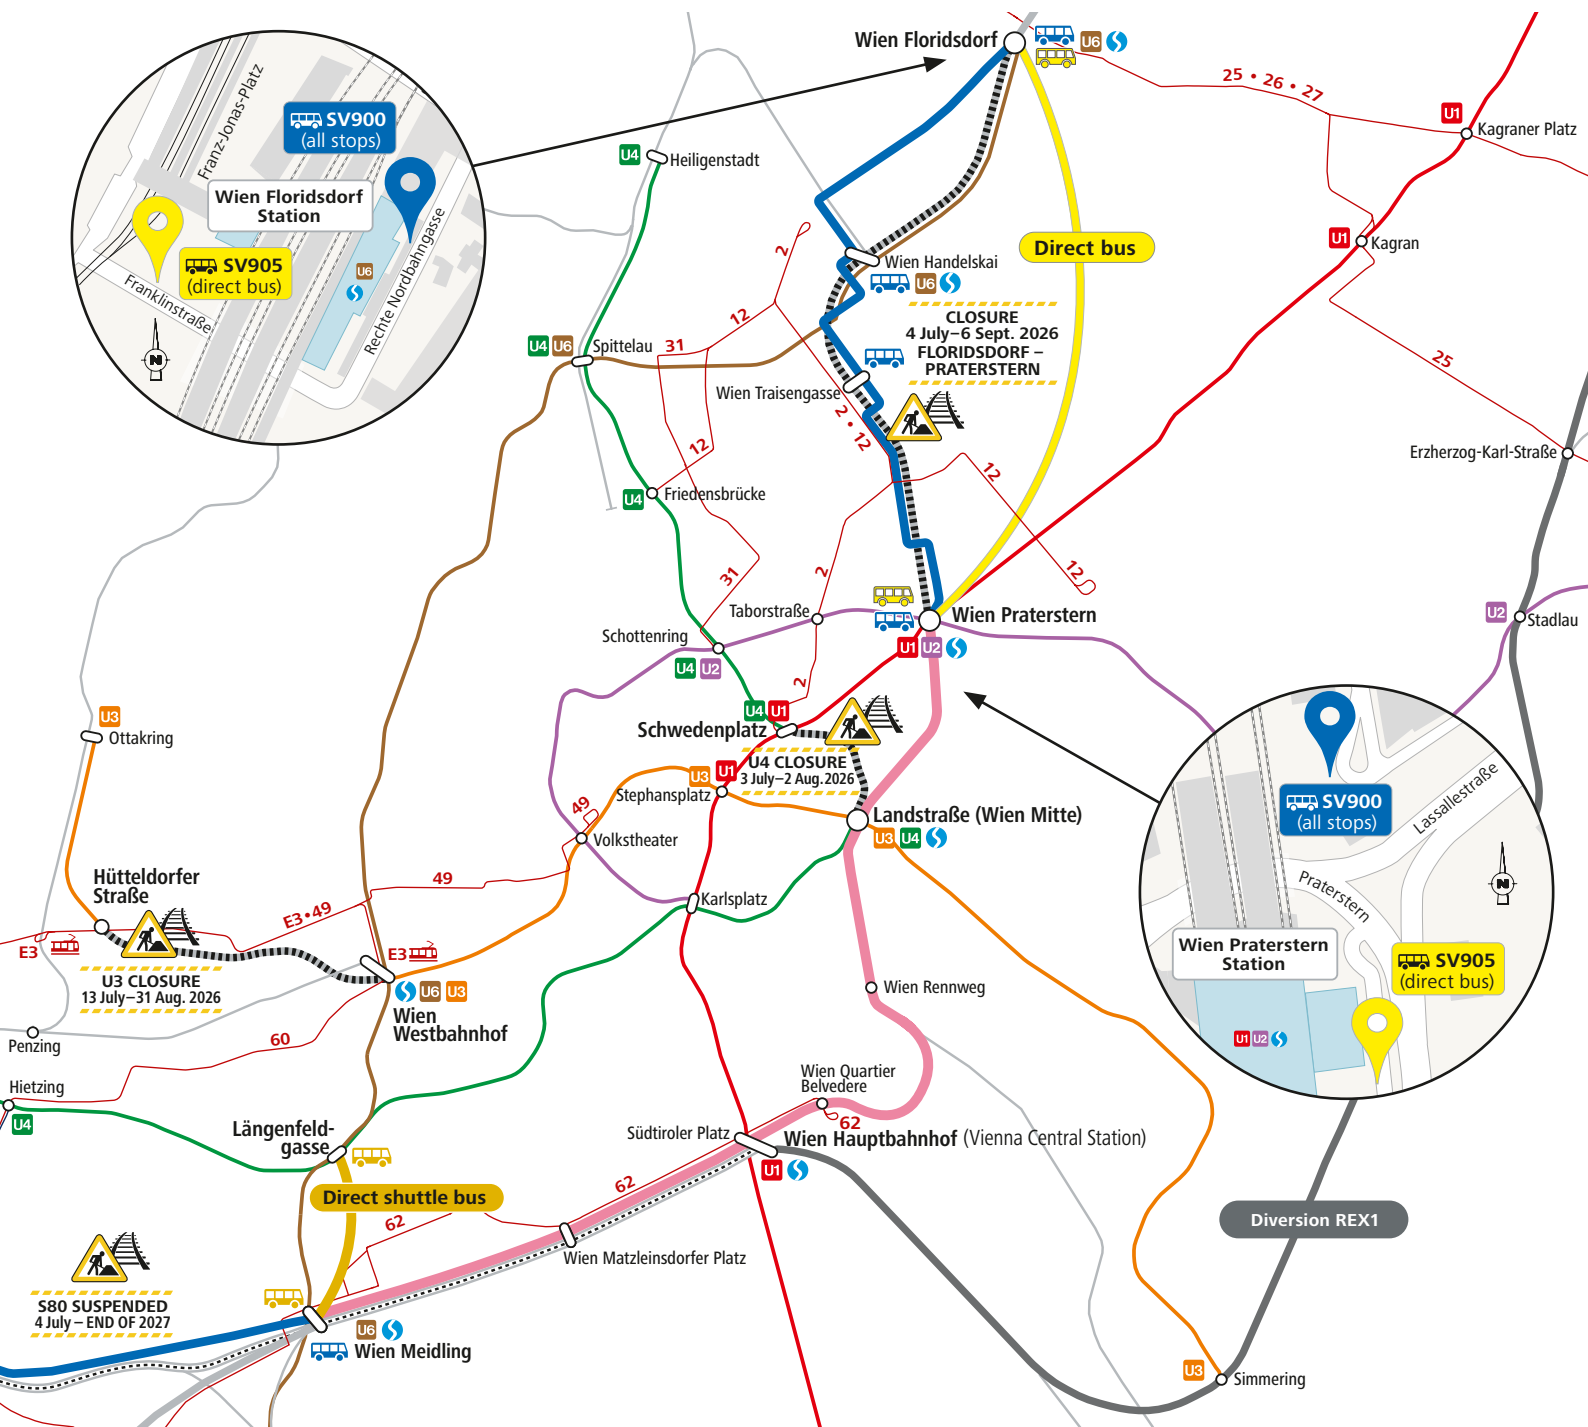 Wien Floridsdorf
U6
25 • 26 • 27
U1
Kagraner Platz
Franz-Jonas-Platz
SV900
(all stops)
Wien Floridsdorf
Station
SV905
(direct bus)
U6
Franklinstraße
Rechte Nordbahngasse
N
U4
Heiligenstadt
2
Direct bus
U1
Kagran
Wien Handelskai
U6
CLOSURE
4 July–6 Sept. 2026
FLORIDSDORF –
PRATERSTERN
12
31
U4 U6
Spittelau
25
Wien Traisengasse
2 • 12
12
12
Erzherzog-Karl-Straße
U4
Friedensbrücke
31
2
12
Taborstraße
Wien Praterstern
U1 U2
U2
Stadlau
Schottenring
U4 U2
2
U3
Ottakring
U4 U1
Schwedenplatz
U4 CLOSURE
3 July–2 Aug. 2026
U3 U1
Stephansplatz
49
Volkstheater
Landstraße (Wien Mitte)
U3 U4
SV900
(all stops)
Lassallestraße
Praterstern
N
Wien Praterstern
Station
SV905
(direct bus)
U1 U2
Hütteldorfer
Straße
49
E3•49
Karlsplatz
E3
E3
U3 CLOSURE
13 July–31 Aug. 2026
U6 U3
Wien
Westbahnhof
Wien Rennweg
Penzing
60
Hietzing
U4
Wien Quartier
Belvedere
62
Längenfeld-
gasse
Südtiroler Platz
Wien Hauptbahnhof (Vienna Central Station)
U1
Direct shuttle bus
62
62
Diversion REX1
Wien Matzleinsdorfer Platz
S80 SUSPENDED
4 July – END OF 2027
U6
Wien Meidling
U3
Simmering